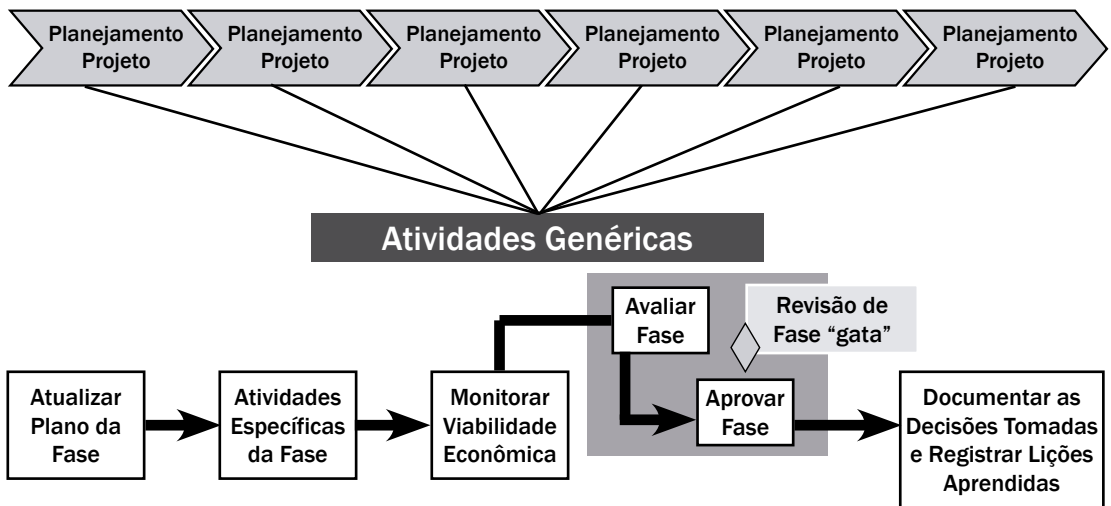 Planejamento
Projeto
Planejamento
Projeto
Planejamento
Projeto
Planejamento
Projeto
Planejamento
Projeto
Planejamento
Projeto
Atividades Genéricas
Avaliar
Fase
Revisão de
Fase “gata”
Atualizar
Plano da
Fase
Atividades
Específicas
da Fase
Monitorar
Viabilidade
Econômica
Aprovar
Fase
Documentar as
Decisões Tomadas
e Registrar Lições
Aprendidas